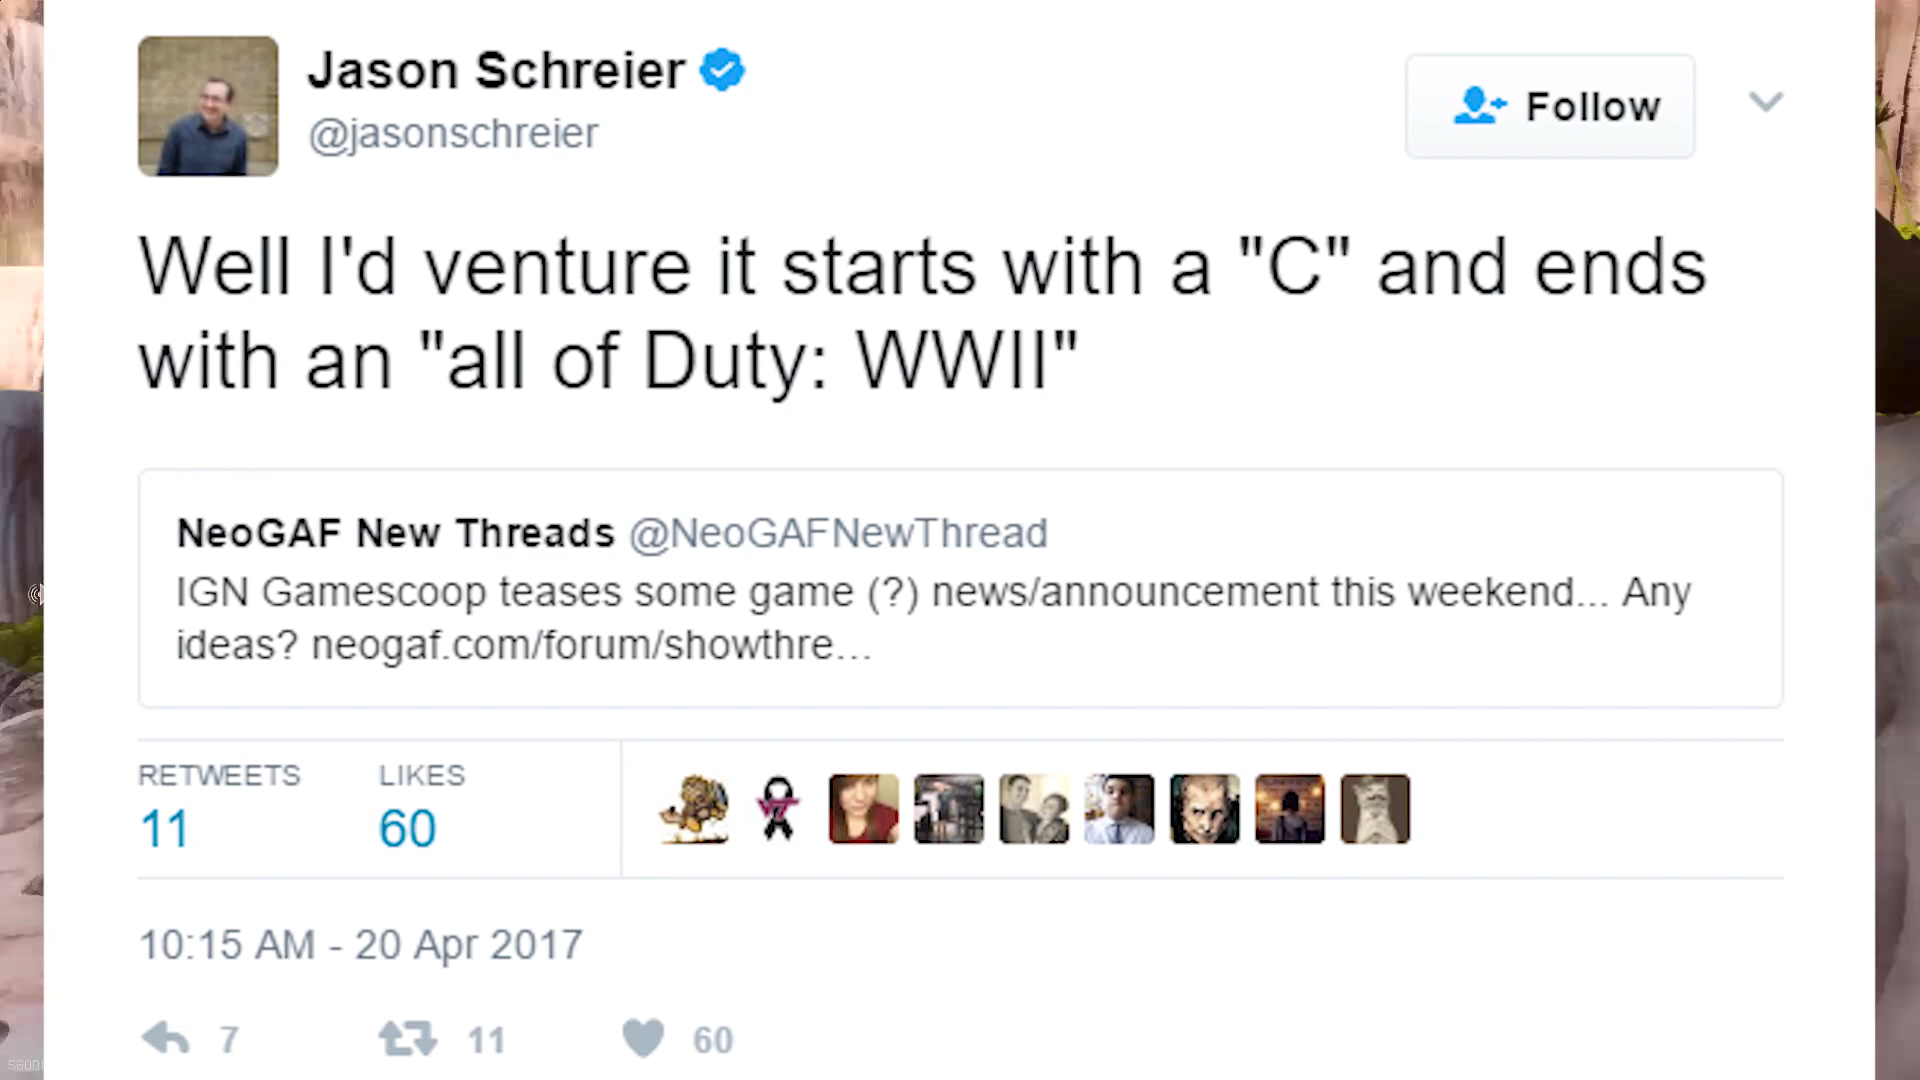 Jason Schreier
@jasonschreier
Follow
Well I'd venture it starts with a "C" and ends
with an "all of Duty: WWII"
NeoGAF New Threads @NeoGAFNewThread
IGN Gamescoop teases some game (?) news/announcement this weekend... Any
ideas? neogaf.com/forum/showthre...
RETWEETS LIKES
11 60
10:15 AM - 20 Apr 2017
7 11 60